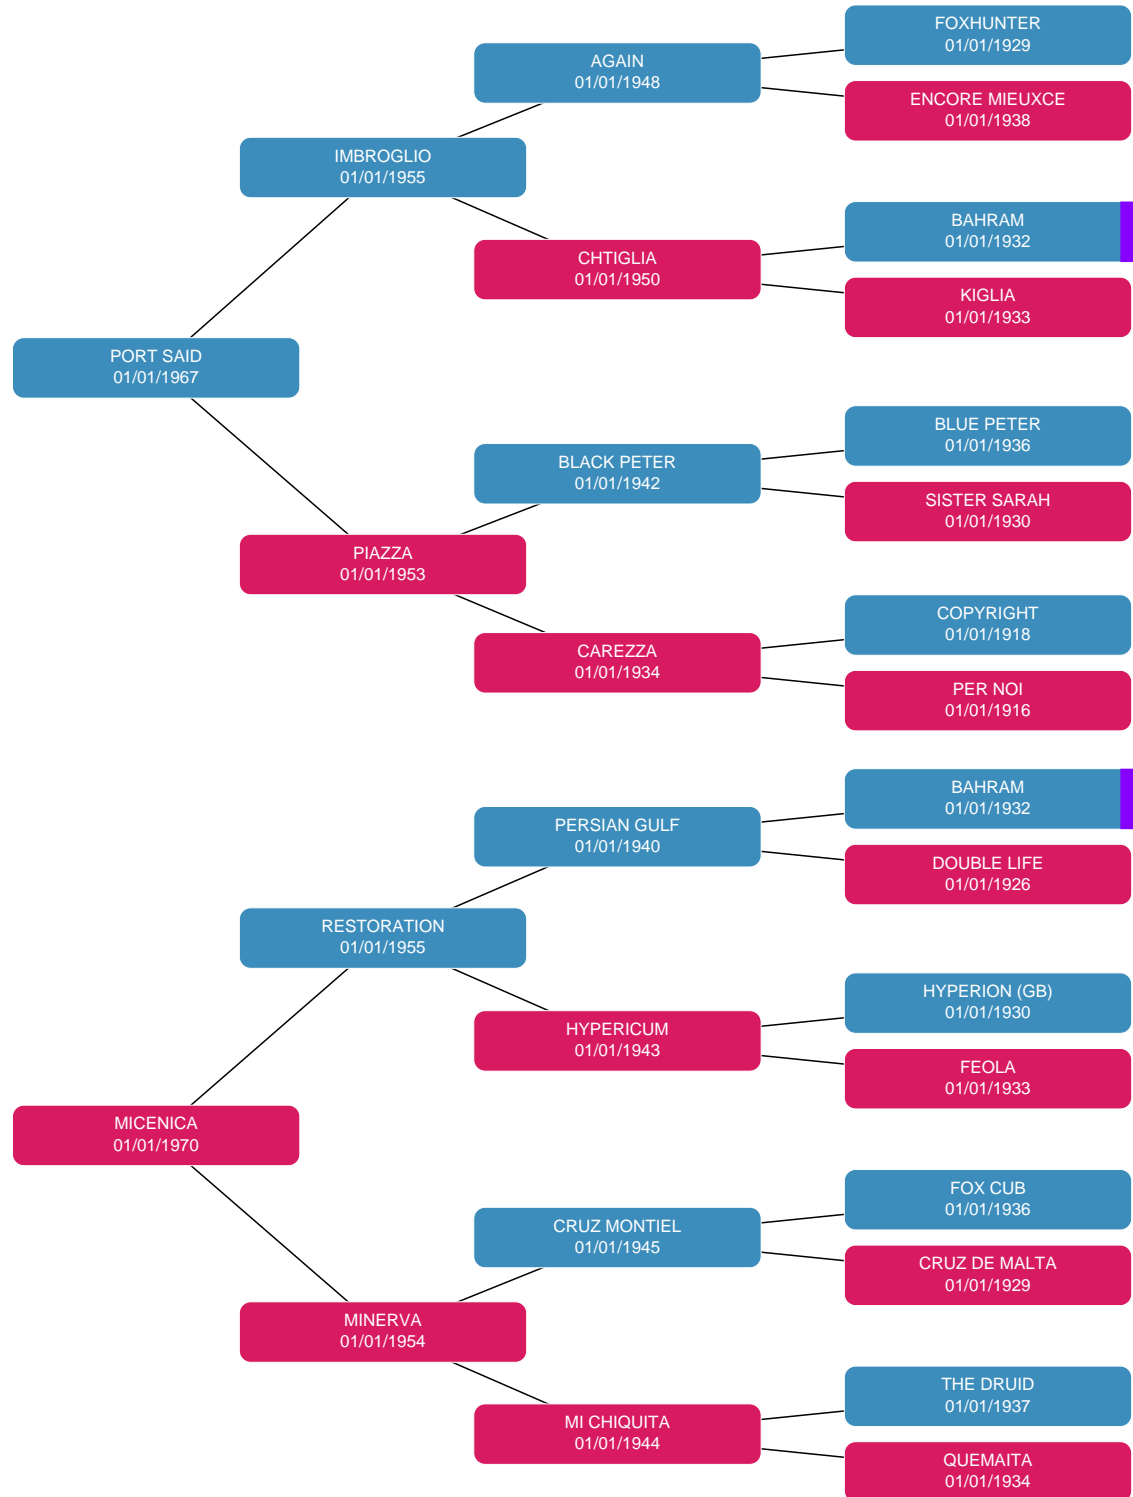 FOXHUNTER
01/01/1929
AGAIN
01/01/1948
ENCORE MIEUXCE
01/01/1938
IMBROGLIO
01/01/1955
BAHRAM
01/01/1932
CHTIGLIA
01/01/1950
KIGLIA
01/01/1933
PORT SAID
01/01/1967
BLUE PETER
01/01/1936
BLACK PETER
01/01/1942
SISTER SARAH
01/01/1930
PIAZZA
01/01/1953
COPYRIGHT
01/01/1918
CAREZZA
01/01/1934
PER NOI
01/01/1916
BAHRAM
01/01/1932
PERSIAN GULF
01/01/1940
DOUBLE LIFE
01/01/1926
RESTORATION
01/01/1955
HYPERION (GB)
01/01/1930
HYPERICUM
01/01/1943
FEOLA
01/01/1933
MICENICA
01/01/1970
FOX CUB
01/01/1936
CRUZ MONTIEL
01/01/1945
CRUZ DE MALTA
01/01/1929
MINERVA
01/01/1954
THE DRUID
01/01/1937
MI CHIQUITA
01/01/1944
QUEMAITA
01/01/1934